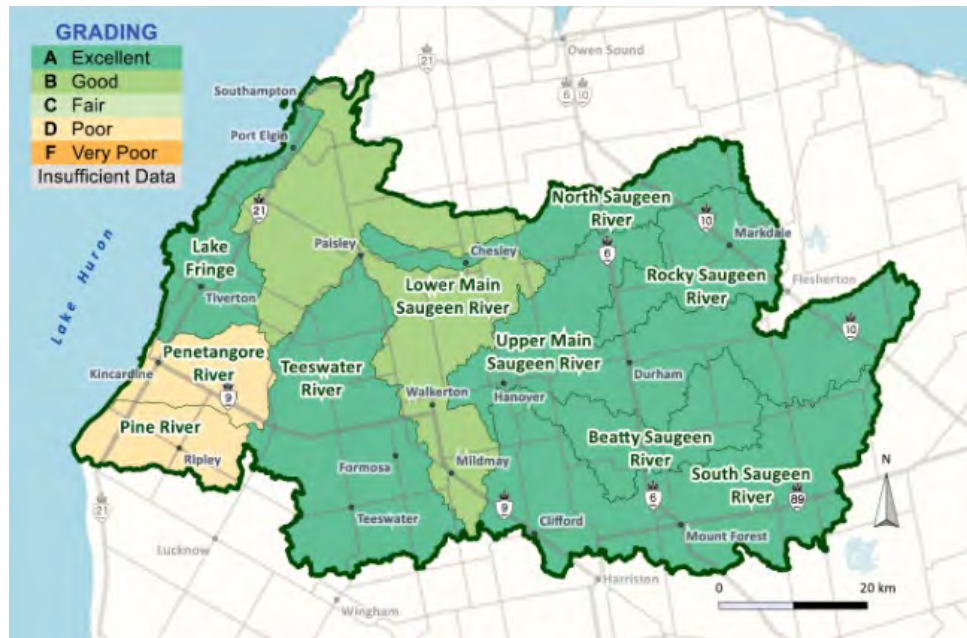 GRADING
A Excellent
B Good
C Fair
D Poor
F Very Poor
Insufficient Data
Owen Sound
21
6 10
Southampton
Port Elgin
North Saugeen
River
10
Markdale
21
6
Paisley
Chesley
Lake
Fringe
Rocky Saugeen
River
Flesherton
Lake Huron
Tiverton
Lower Main
Saugeen River
10
Penetangore
River
Teeswater
River
Upper Main
Saugeen River
Kincardine
Durham
9
Walkerton
Hanover
Pine River
Beatty Saugeen
River
Ripley
Formosa
Mildmay
South Saugeen
River
N
21
9
6
89
Teeswater
Clifford
Mount Forest
Lucknow
Harriston
Wingham
0 20 km